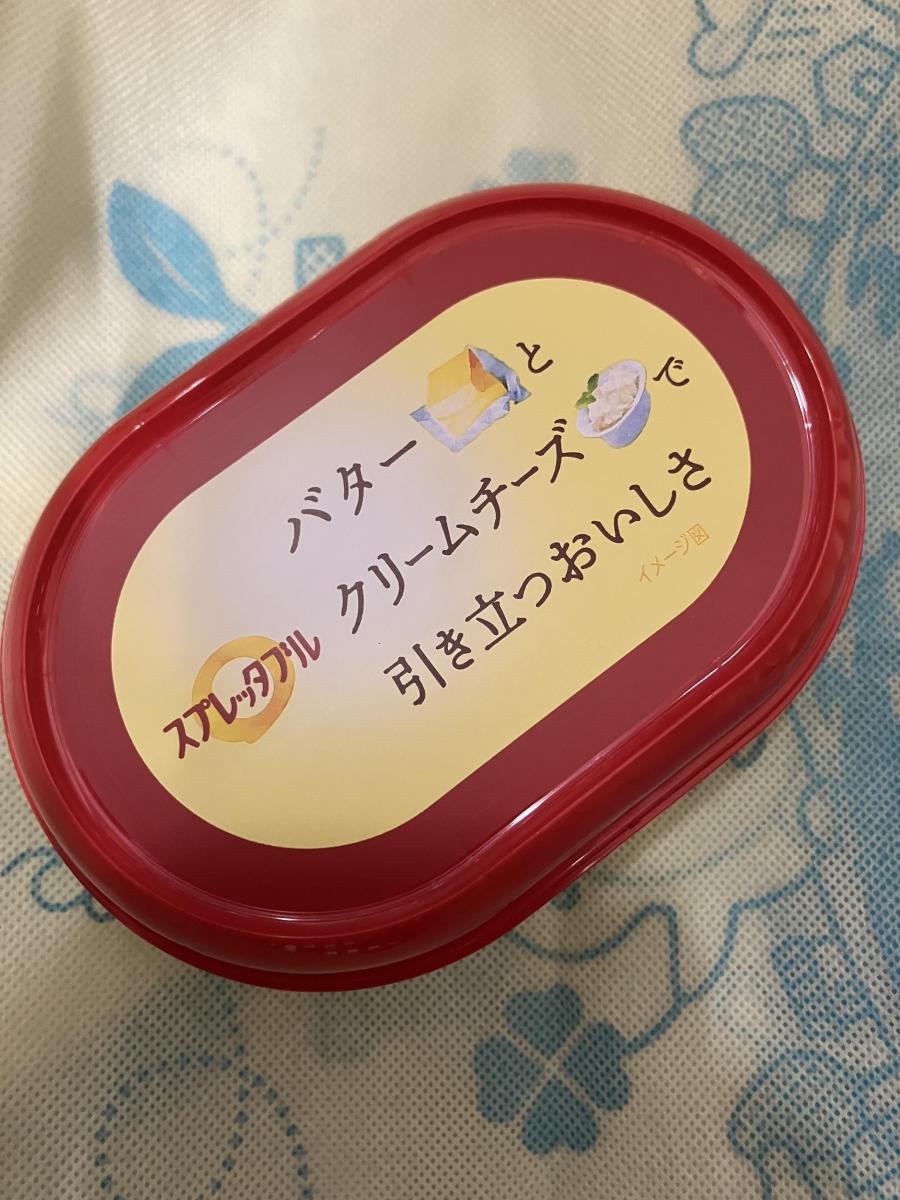 バターと
クリームチーズで
引き立つおいしさ
イメージ図
スプレッタブル